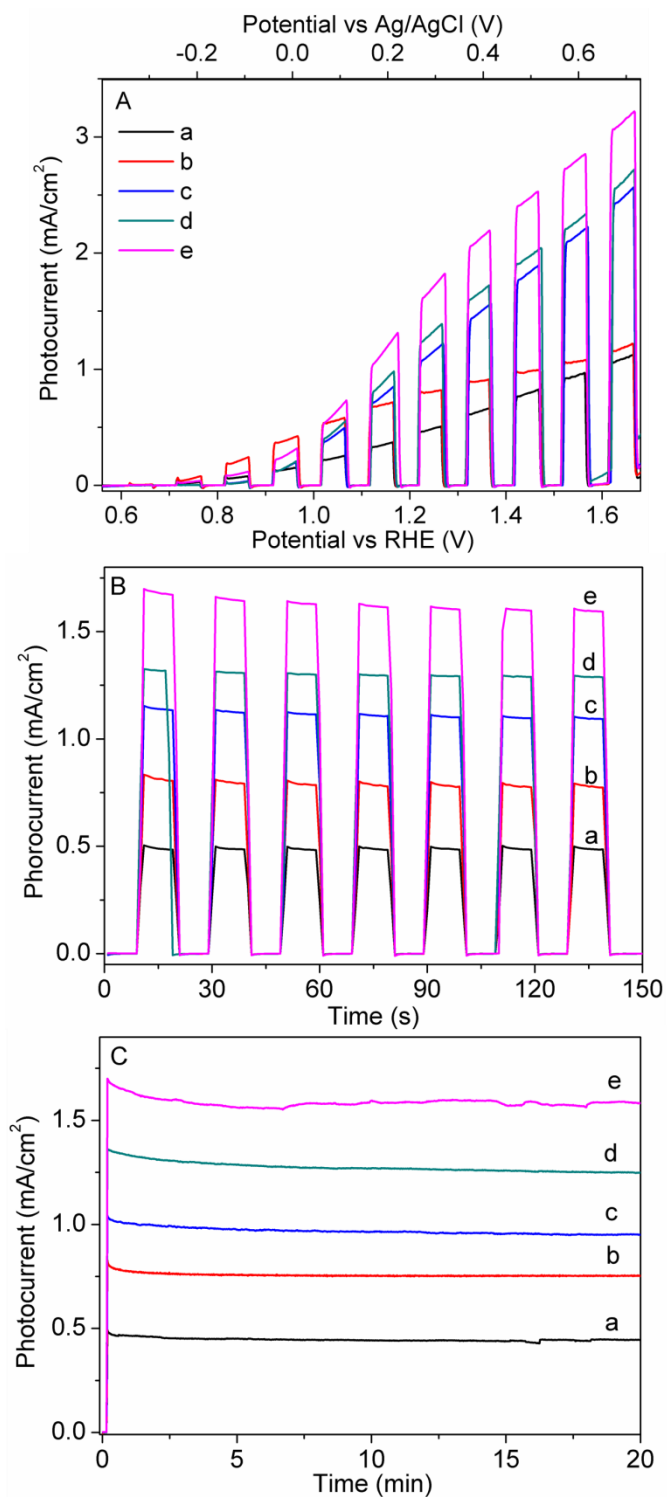 Potential vs Ag/AgCl (V)
-0.2 0.0 0.2 0.4 0.6
A
a
b
c
d
e
3
2
1
0
Photocurrent (mA/cm²)
0.6 0.8 1.0 1.2 1.4 1.6
Potential vs RHE (V)
B
e
d
c
b
a
1.5
1.0
0.5
0.0
Phorocurrent (mA/cm²)
0 30 60 90 120 150
Time (s)
C
e
d
c
b
a
1.5
1.0
0.5
0.0
Photocurrent (mA/cm²)
0 5 10 15 20
Time (min)